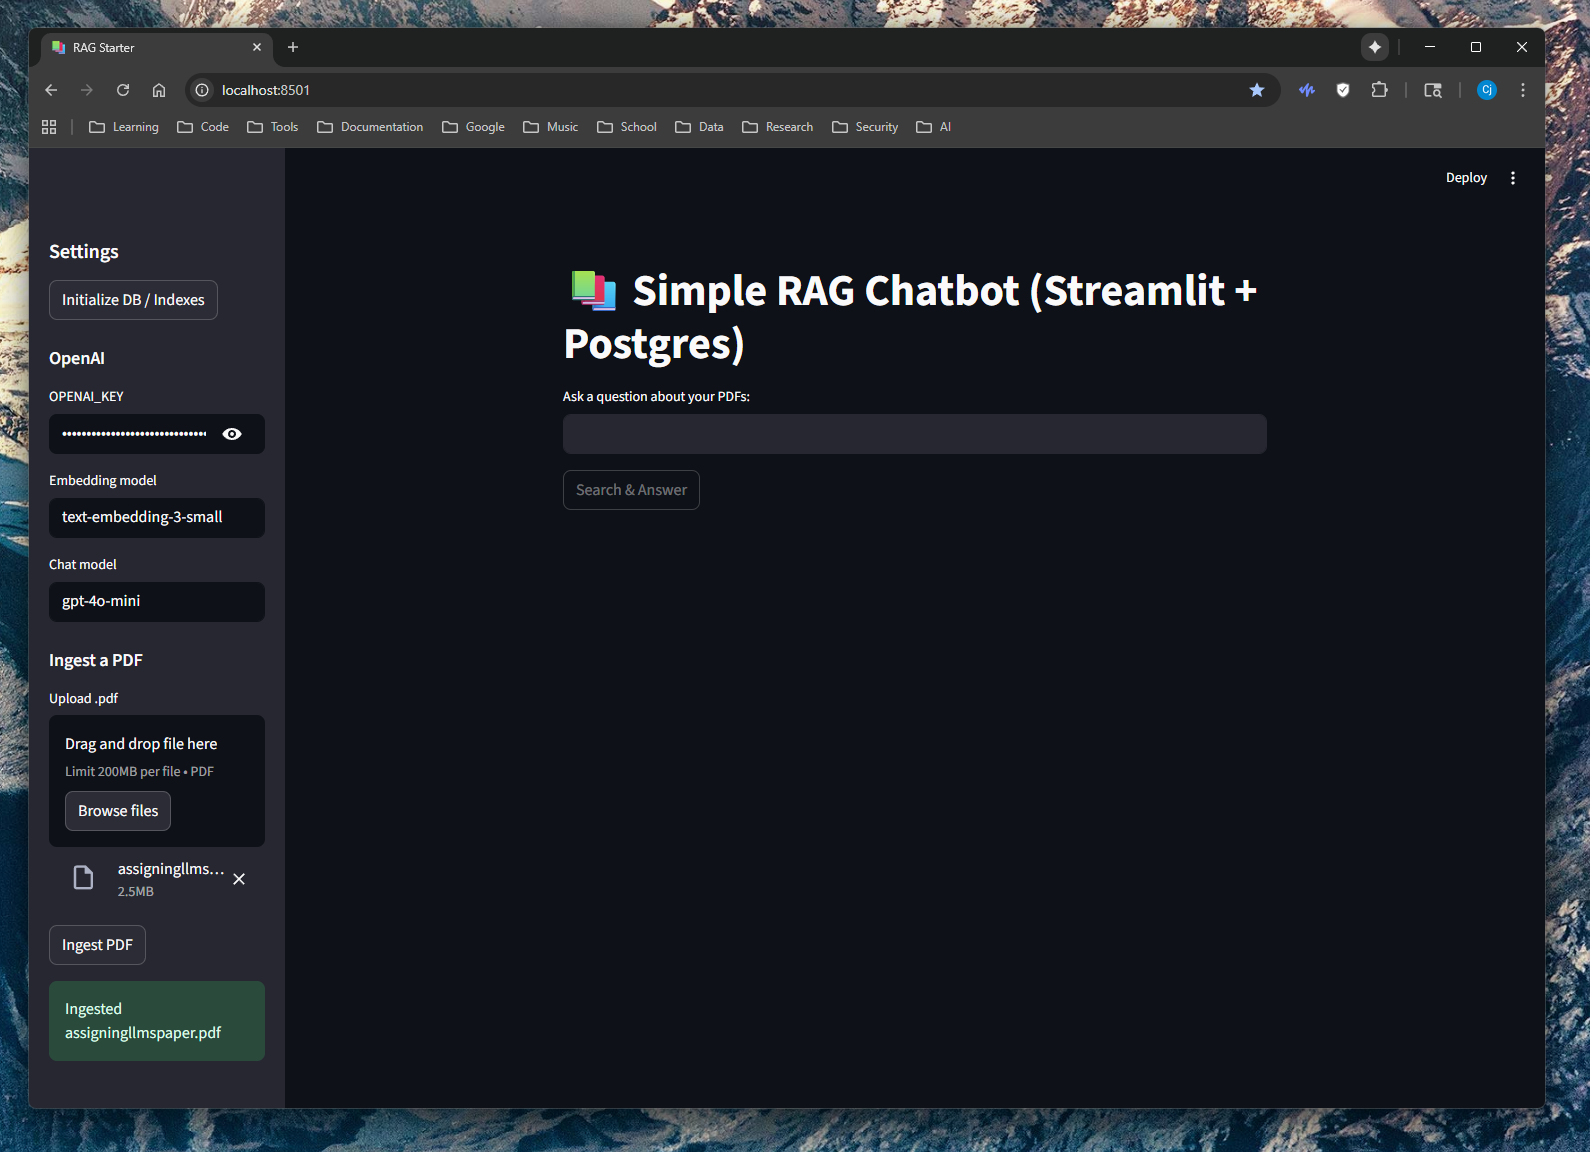 RAG Starter
localhost:8501
Cj
Learning
Code
Tools
Documentation
Google
Music
School
Data
Research
Security
AI
Deploy
Settings
Initialize DB / Indexes
OpenAI
OPENAI_KEY
••••••••••••••••••••••••••••••
Embedding model
text-embedding-3-small
Chat model
gpt-4o-mini
Ingest a PDF
Upload .pdf
Drag and drop file here
Limit 200MB per file • PDF
Browse files
assigningllms...
2.5MB
Ingest PDF
Ingested
assigningllmspaper.pdf
Simple RAG Chatbot (Streamlit +
Postgres)
Ask a question about your PDFs:
Search & Answer